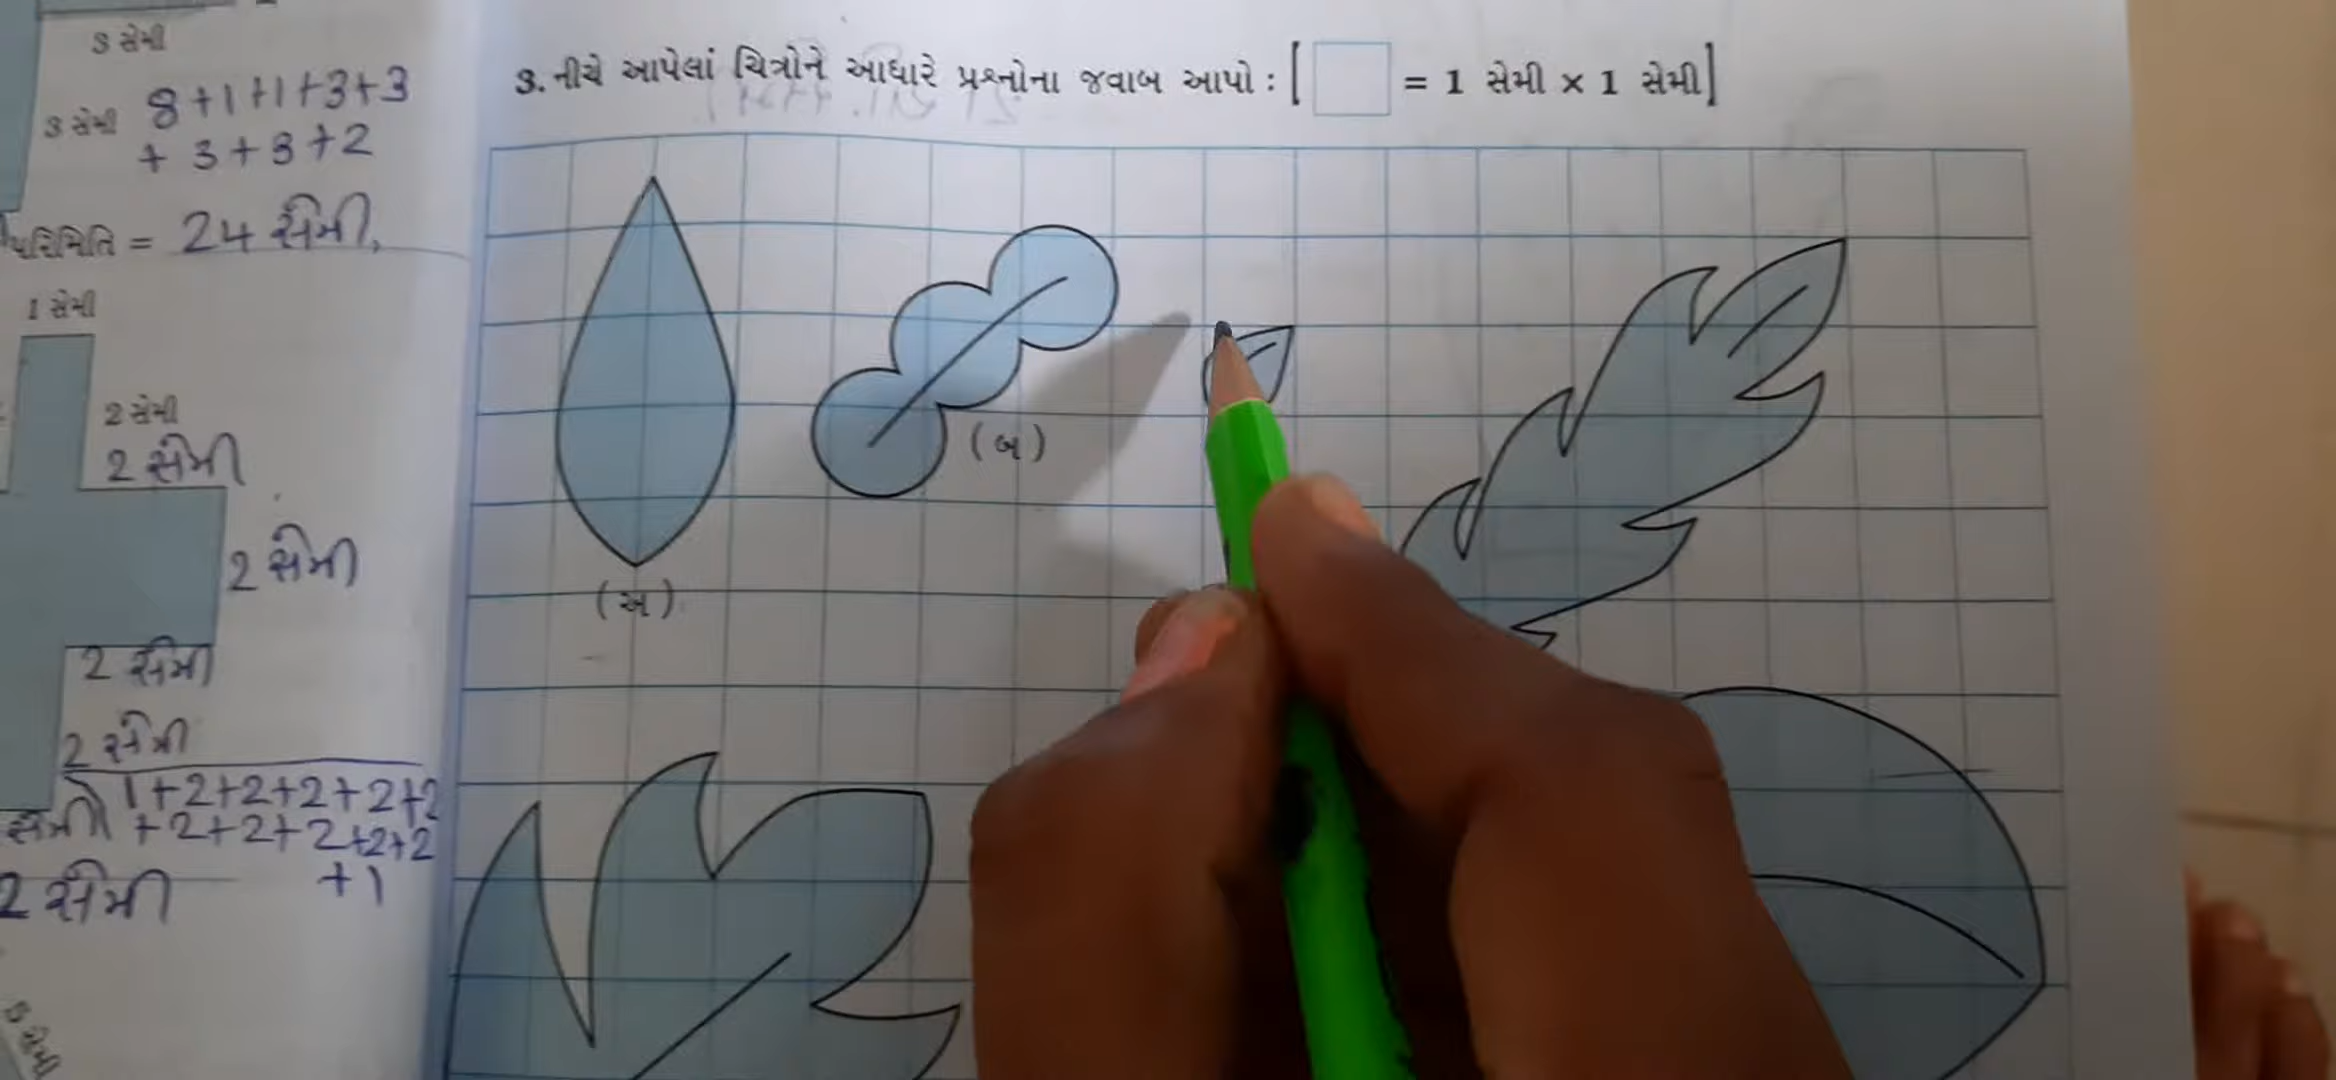 3 સેમી
3 સેમી 8+1+1+3+3
+ 3+3+2
પરિમિતિ = 24 સેમી.
1 સેમી
2 સેમી
2 સેમી
2 સેમી
2 સેમી
2 સેમી
સેમી 1+2+2+2+2+2
+2+2+2+2+2
2 સેમી +1
3 સેમી
3. નીચે આપેલાં ચિત્રોને આધારે પ્રશ્નોના જવાબ આપો : [ = 1 સેમી × 1 સેમી]
(બ)
(અ)